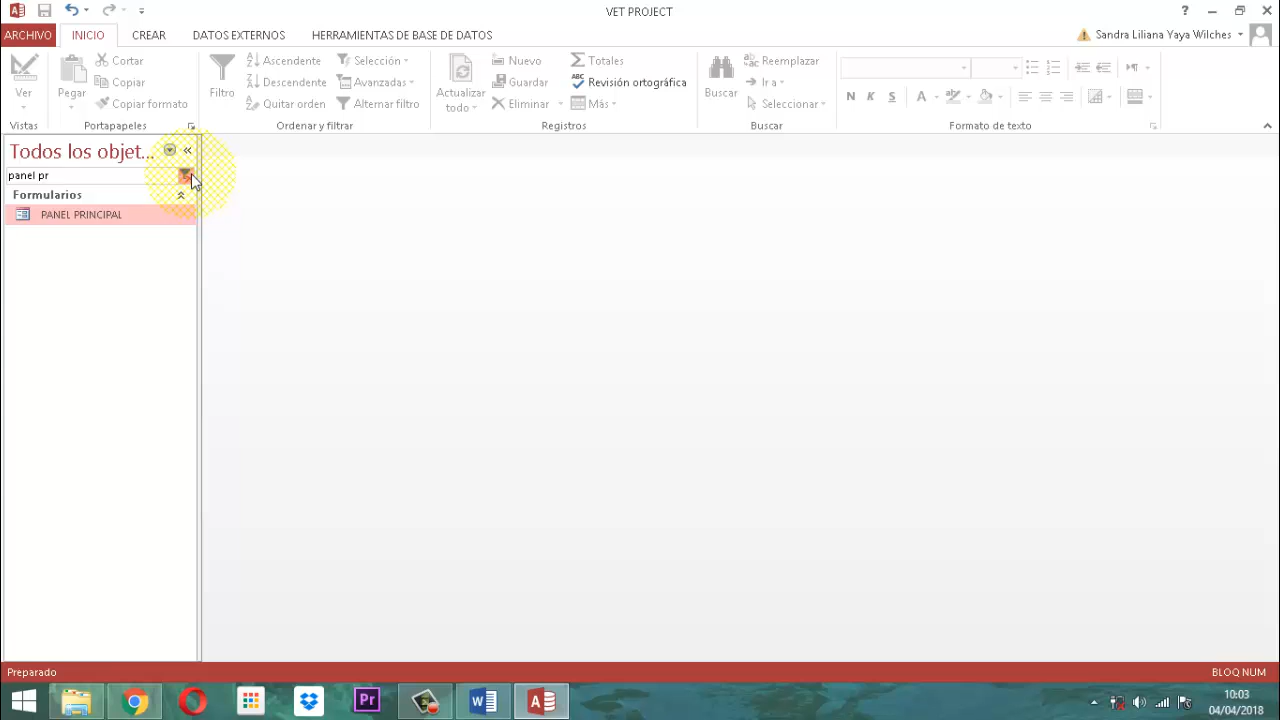 VET PROJECT
?
ARCHIVO INICIO CREAR DATOS EXTERNOS HERRAMIENTAS DE BASE DE DATOS Sandra Liliana Yaya Wilches
Ver
Vistas
Pegar
Cortar
Copiar
Copiar formato
Portapapeles
Filtro
Ascendente
Descendente
Quitar
Selección
Avanzadas
filtro
Ordenar y filtrar
Actualizar
todo
Nuevo
Guardar
Eliminar
Totales
ABC
Revisión ortográfica
Registros
Buscar
Reemplazar
Ir a
Seleccionar
Buscar
N K S A
Formato de texto
Todos los objet...
panel pr
Formularios
PANEL PRINCIPAL
Preparado
BLOQ NUM
Pr
10:03
04/04/2018